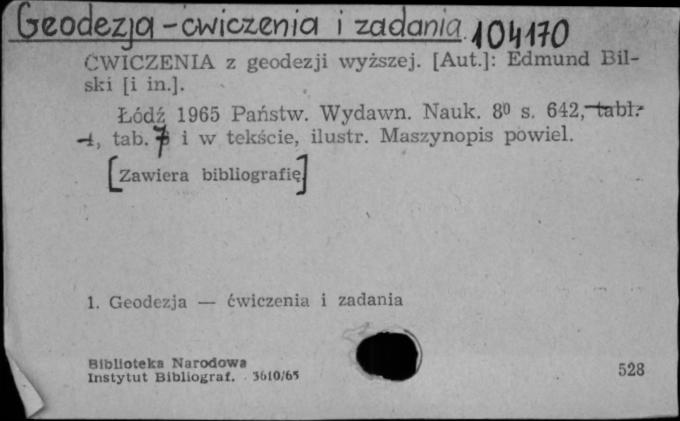 Geodezja - ćwiczenia i zadania 104170
ĆWICZENIA z geodezji wyższej. [Aut.]: Edmund Bil-
ski [i in.].
Łódź 1965 Państw. Wydawn. Nauk. 8⁰ s. 642, tabl.
4, tab. 7 i w tekście, ilustr. Maszynopis powiel.
[Zawiera bibliografię]
1. Geodezja — ćwiczenia i zadania
Biblioteka Narodowa
Instytut Bibliograf. 3610/65
528